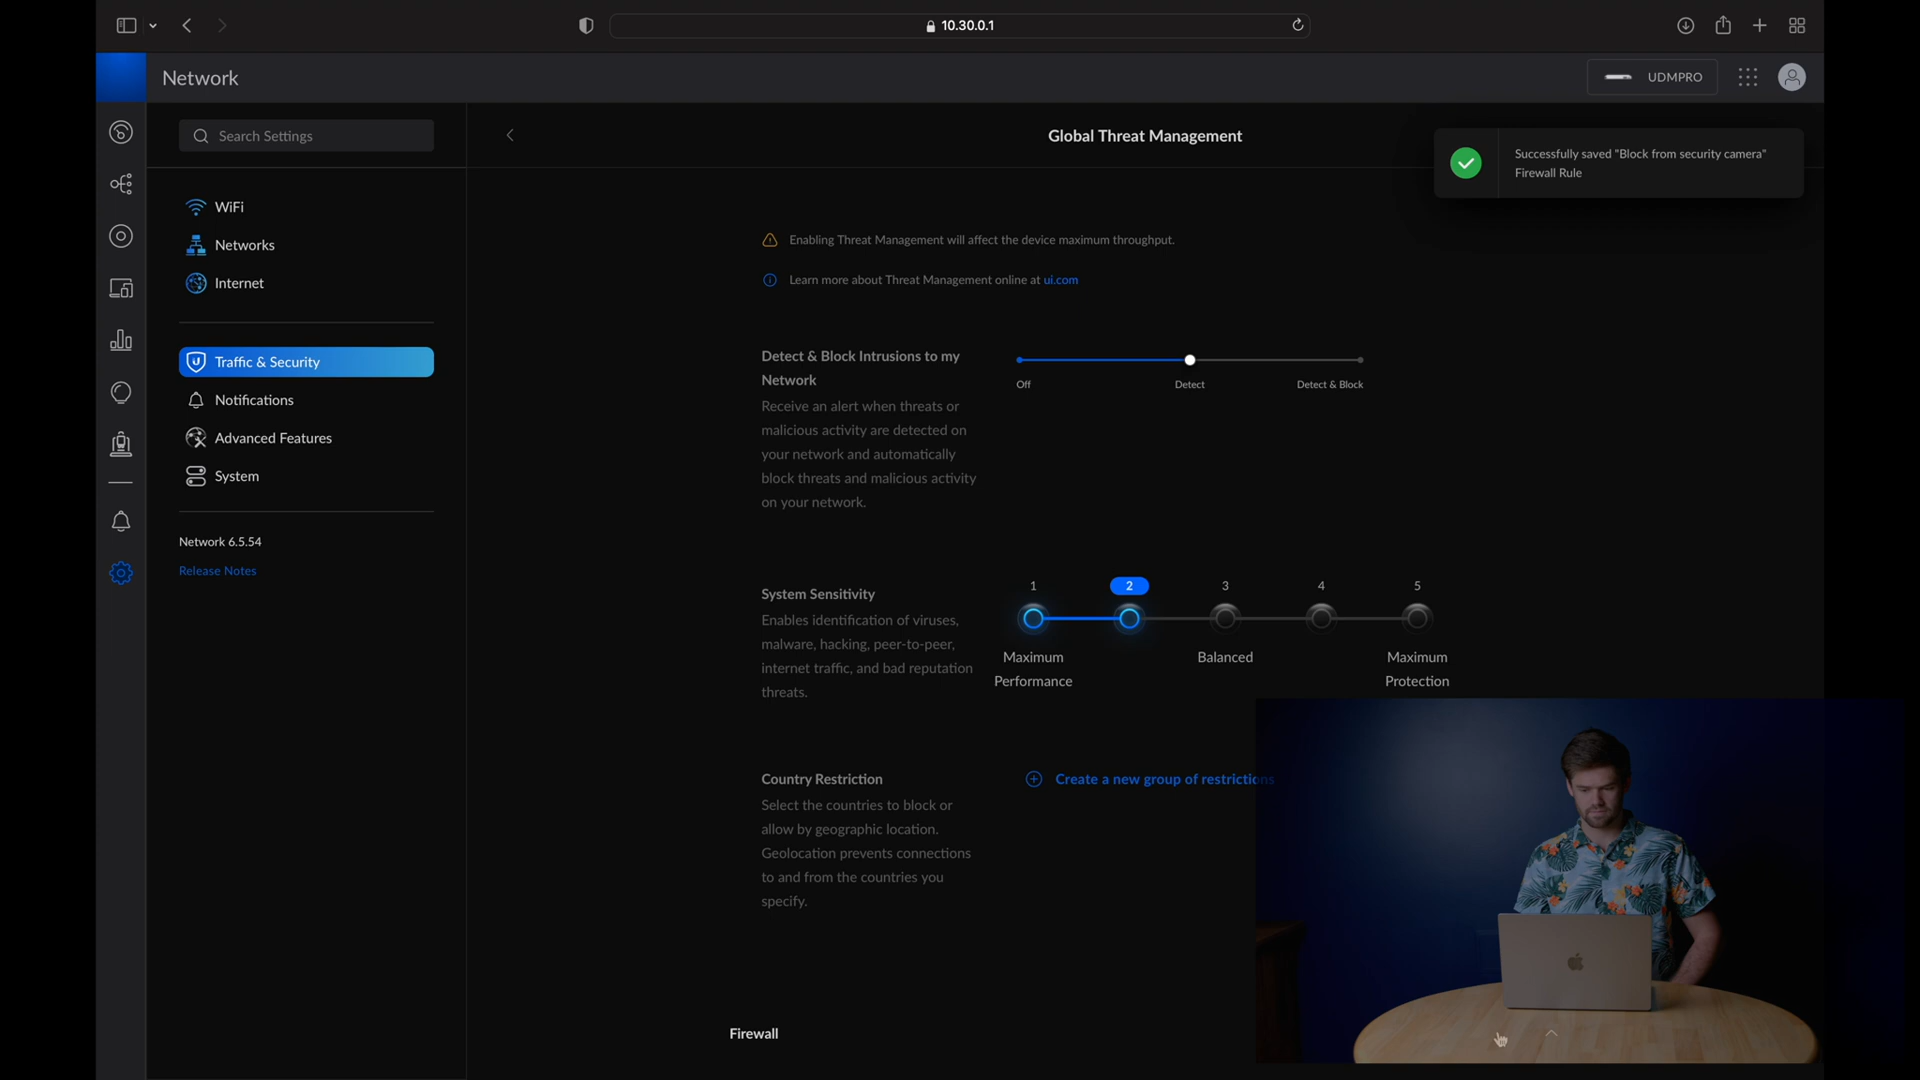 10.30.0.1
Network
UDMPRO
Search Settings
Global Threat Management
Successfully saved "Block from security camera"
Firewall Rule
WiFi
Networks
Internet
Traffic & Security
Notifications
Advanced Features
System
Network 6.5.54
Release Notes
Enabling Threat Management will affect the device maximum throughput.
Learn more about Threat Management online at ui.com
Detect & Block Intrusions to my
Network
Receive an alert when threats or
malicious activity are detected on
your network and automatically
block threats and malicious activity
on your network.
Off
Detect
Detect & Block
System Sensitivity
Enables identification of viruses,
malware, hacking, peer-to-peer,
internet traffic, and bad reputation
threats.
1
2
3
4
5
Maximum
Performance
Balanced
Maximum
Protection
Country Restriction
Select the countries to block or
allow by geographic location.
Geolocation prevents connections
to and from the countries you
specify.
Create a new group of restrictions
Firewall